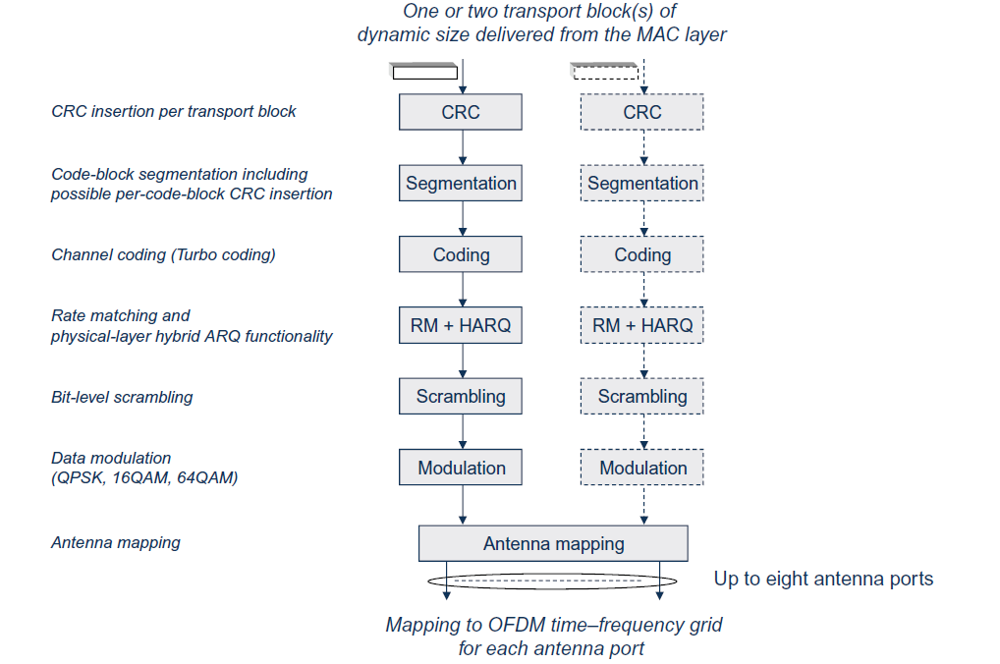 One or two transport block(s) of
dynamic size delivered from the MAC layer
CRC insertion per transport block
CRC
CRC
Code-block segmentation including
possible per-code-block CRC insertion
Segmentation
Segmentation
Channel coding (Turbo coding)
Coding
Coding
Rate matching and
physical-layer hybrid ARQ functionality
RM + HARQ
RM + HARQ
Bit-level scrambling
Scrambling
Scrambling
Data modulation
(QPSK, 16QAM, 64QAM)
Modulation
Modulation
Antenna mapping
Antenna mapping
Up to eight antenna ports
Mapping to OFDM time–frequency grid
for each antenna port